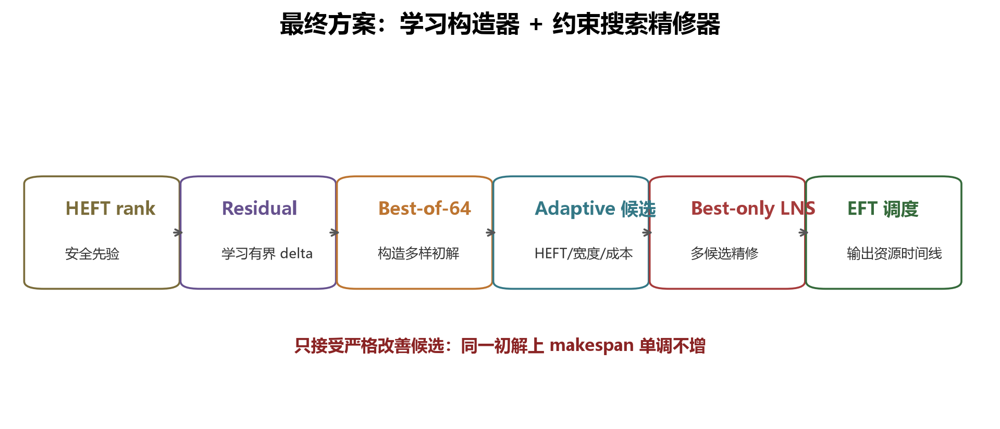 最终方案：学习构造器 + 约束搜索精修器
HEFT rank
安全先验
Residual
学习有界 delta
Best-of-64
构造多样初解
Adaptive 候选
HEFT/宽度/成本
Best-only LNS
多候选精修
EFT 调度
输出资源时间线
只接受严格改善候选：同一初解上 makespan 单调不增